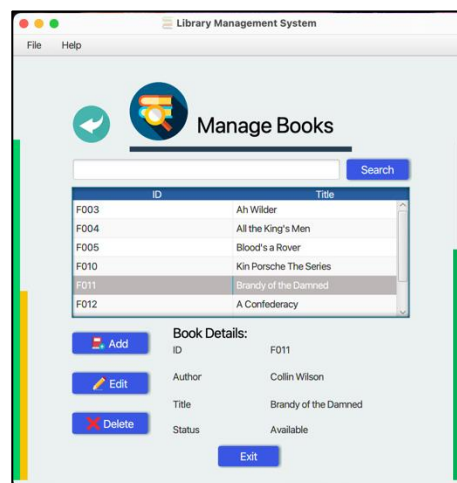 Library Management System
File Help
Manage Books
Search
ID Title
F003 Ah Wilder
F004 All the King's Men
F005 Blood's a Rover
F010 Kin Porsche The Series
F011 Brandy of the Damned
F012 A Confederacy
Add
Edit
Delete
Book Details:
ID F011
Author Collin Wilson
Title Brandy of the Damned
Status Available
Exit